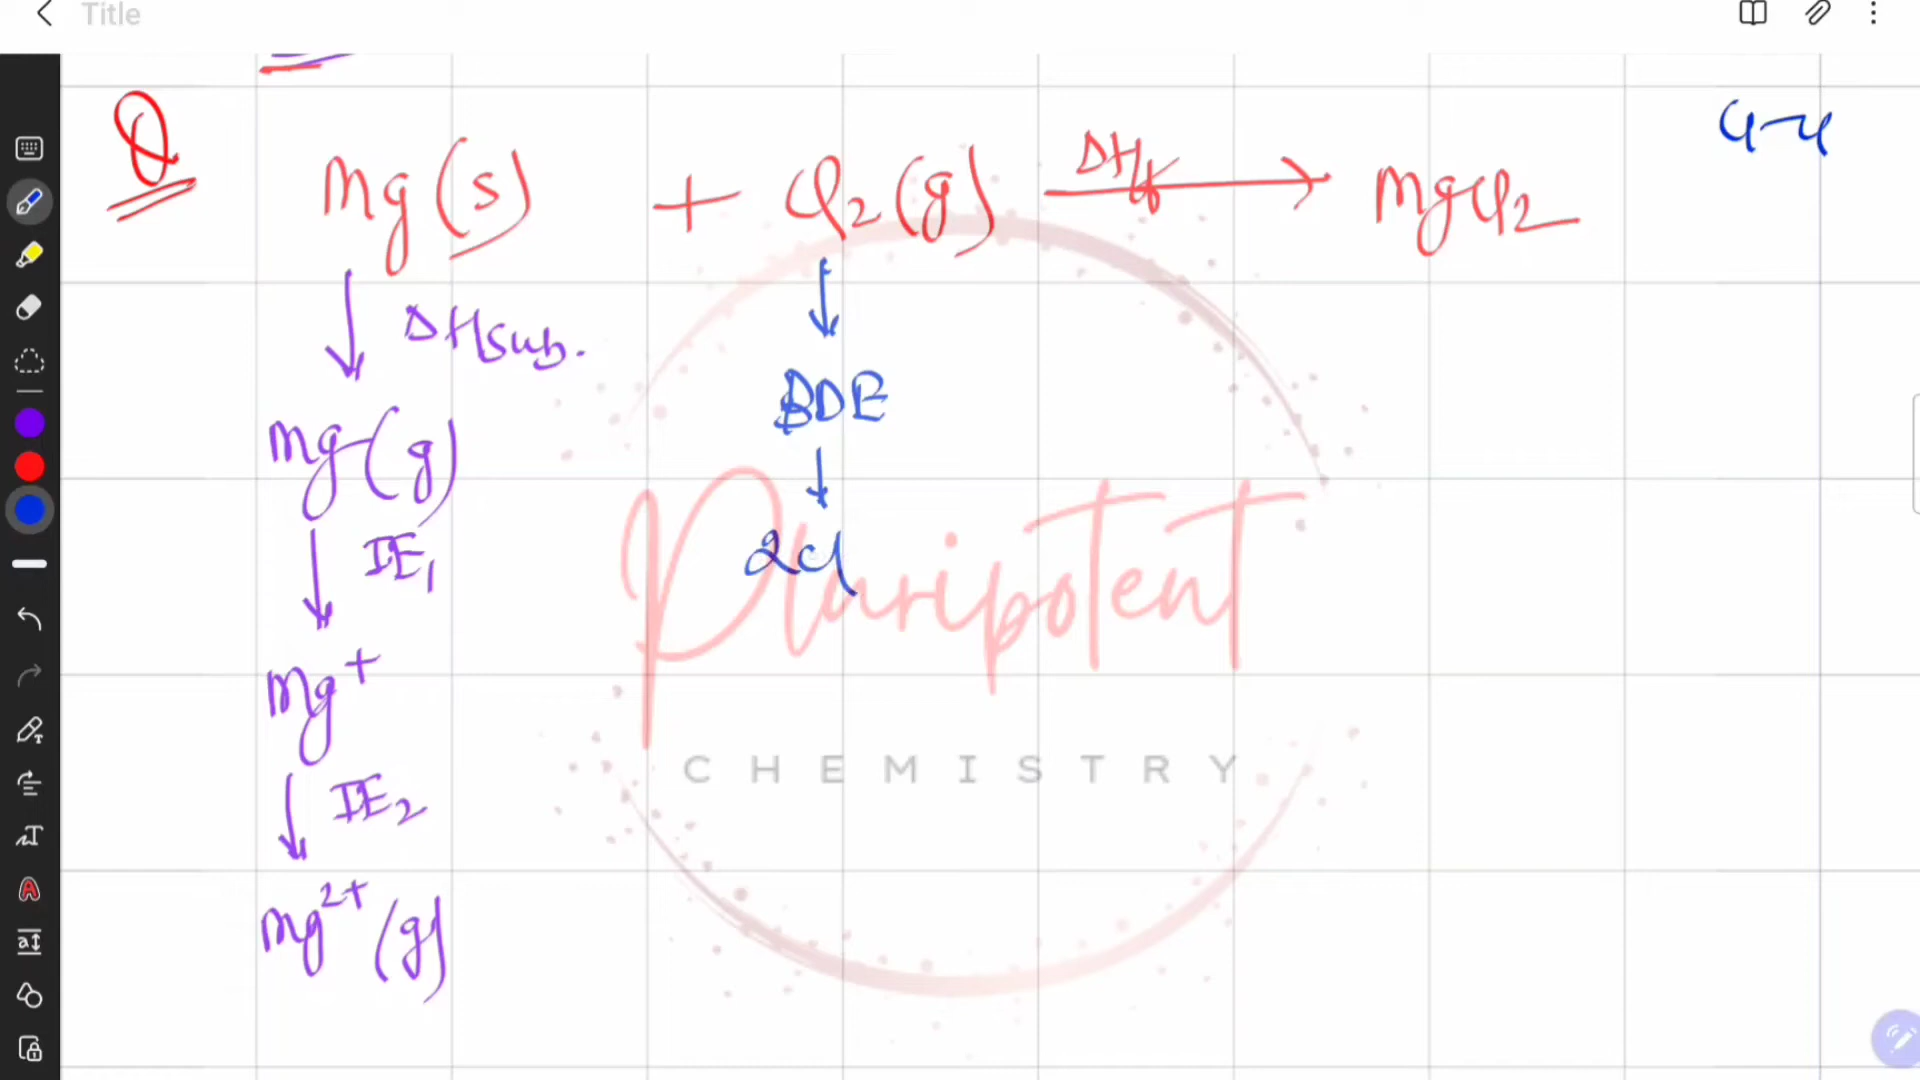 Title
Q Mg(s) + Cl2(g) ΔHf → MgCl2
Cl-Cl
↓ ΔHsub. ↓
Mg(g) BDE
↓ IE1 ↓
2Cl
Mg+
↓ IE2
Mg2+ (g)
Pluripotent
CHEMISTRY